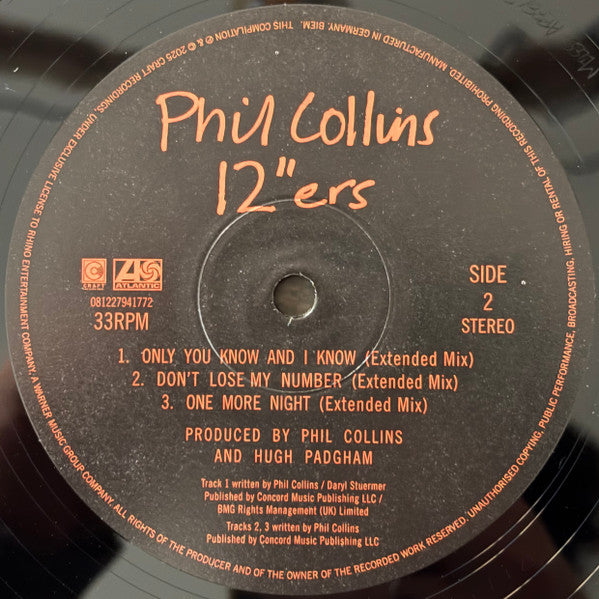 Phil Collins
12"ers
CRAFT
ATLANTIC
081227941772
33RPM
SIDE
2
STEREO
1. ONLY YOU KNOW AND I KNOW (Extended Mix)
2. DON'T LOSE MY NUMBER (Extended Mix)
3. ONE MORE NIGHT (Extended Mix)
PRODUCED BY PHIL COLLINS
AND HUGH PADGHAM
Track 1 written by Phil Collins / Daryl Stuermer
Published by Concord Music Publishing LLC /
BMG Rights Management (UK) Limited
Tracks 2, 3 written by Phil Collins
Published by Concord Music Publishing LLC
THIS COMPILATION ℗ & © 2025 CRAFT RECORDINGS, UNDER EXCLUSIVE LICENSE TO RHINO ENTERTAINMENT COMPANY, A WARNER MUSIC GROUP COMPANY. ALL RIGHTS OF THE PRODUCER AND OF THE OWNER OF THE RECORDED WORK RESERVED. UNAUTHORISED COPYING, PUBLIC PERFORMANCE, BROADCASTING, HIRING OR RENTAL OF THIS RECORDING PROHIBITED. MANUFACTURED IN GERMANY. BIEM.